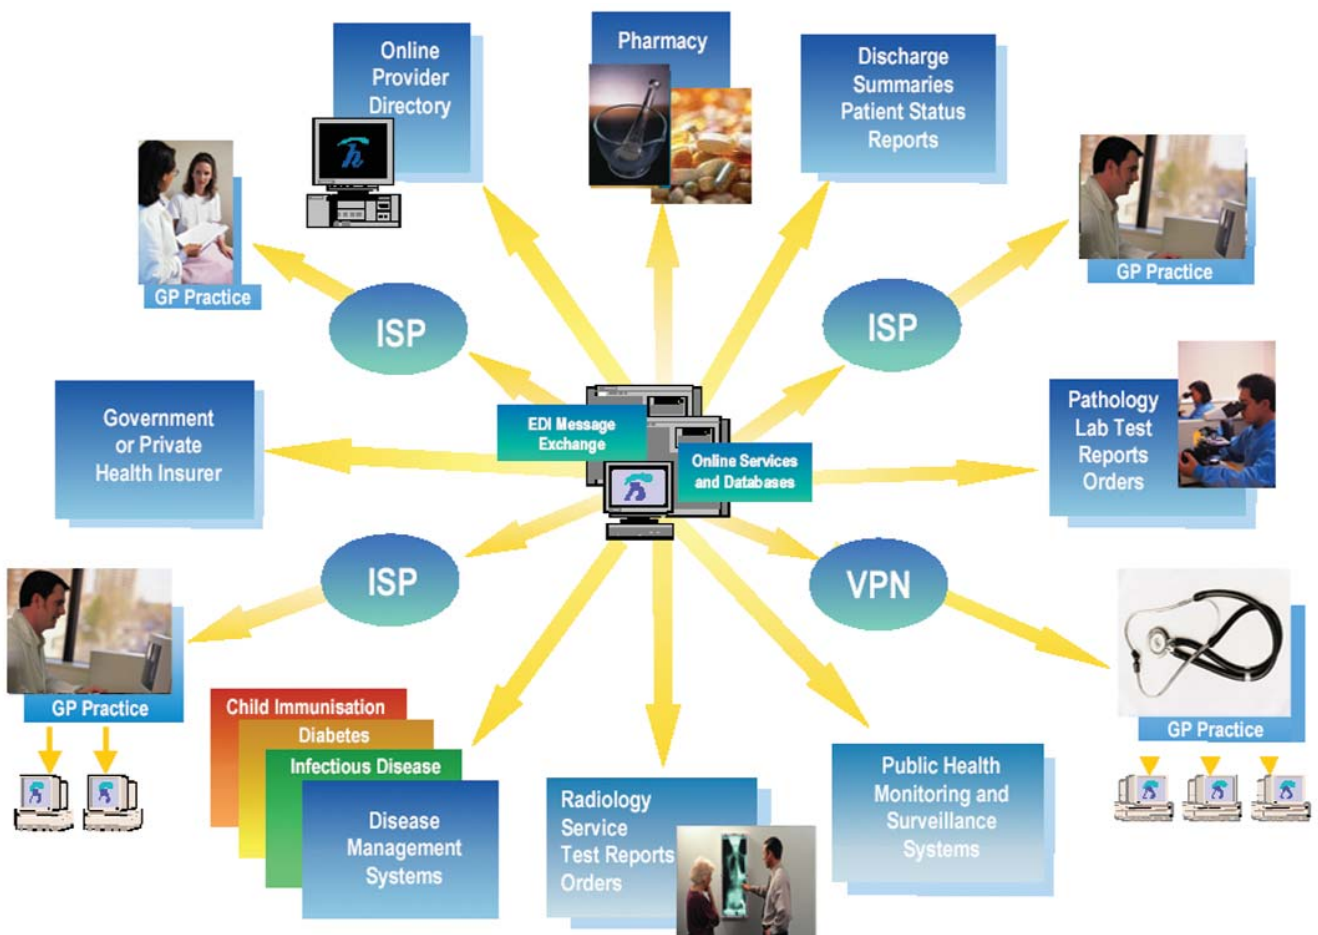 Online
Provider
Directory
Pharmacy
Discharge
Summaries
Patient Status
Reports
GP Practice
ISP
ISP
GP Practice
Government
or Private
Health Insurer
EDI Message
Exchange
Online Services
and Databases
Pathology
Lab Test
Reports
Orders
ISP
VPN
GP Practice
GP Practice
Child Immunisation
Diabetes
Infectious Disease
Disease
Management
Systems
Radiology
Service
Test Reports
Orders
Public Health
Monitoring and
Surveillance
Systems